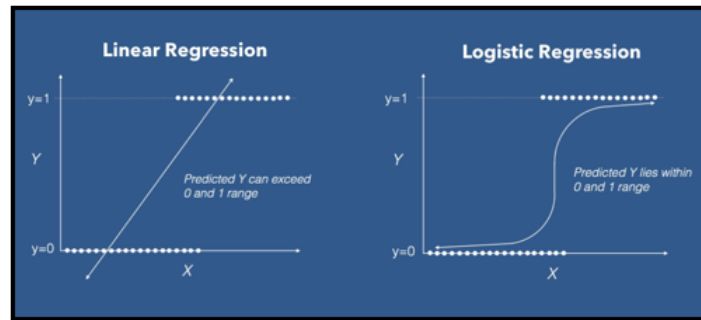 Linear Regression
y=1
Y
Predicted Y can exceed
0 and 1 range
y=0
X
Logistic Regression
y=1
Y
Predicted Y lies within
0 and 1 range
y=0
X